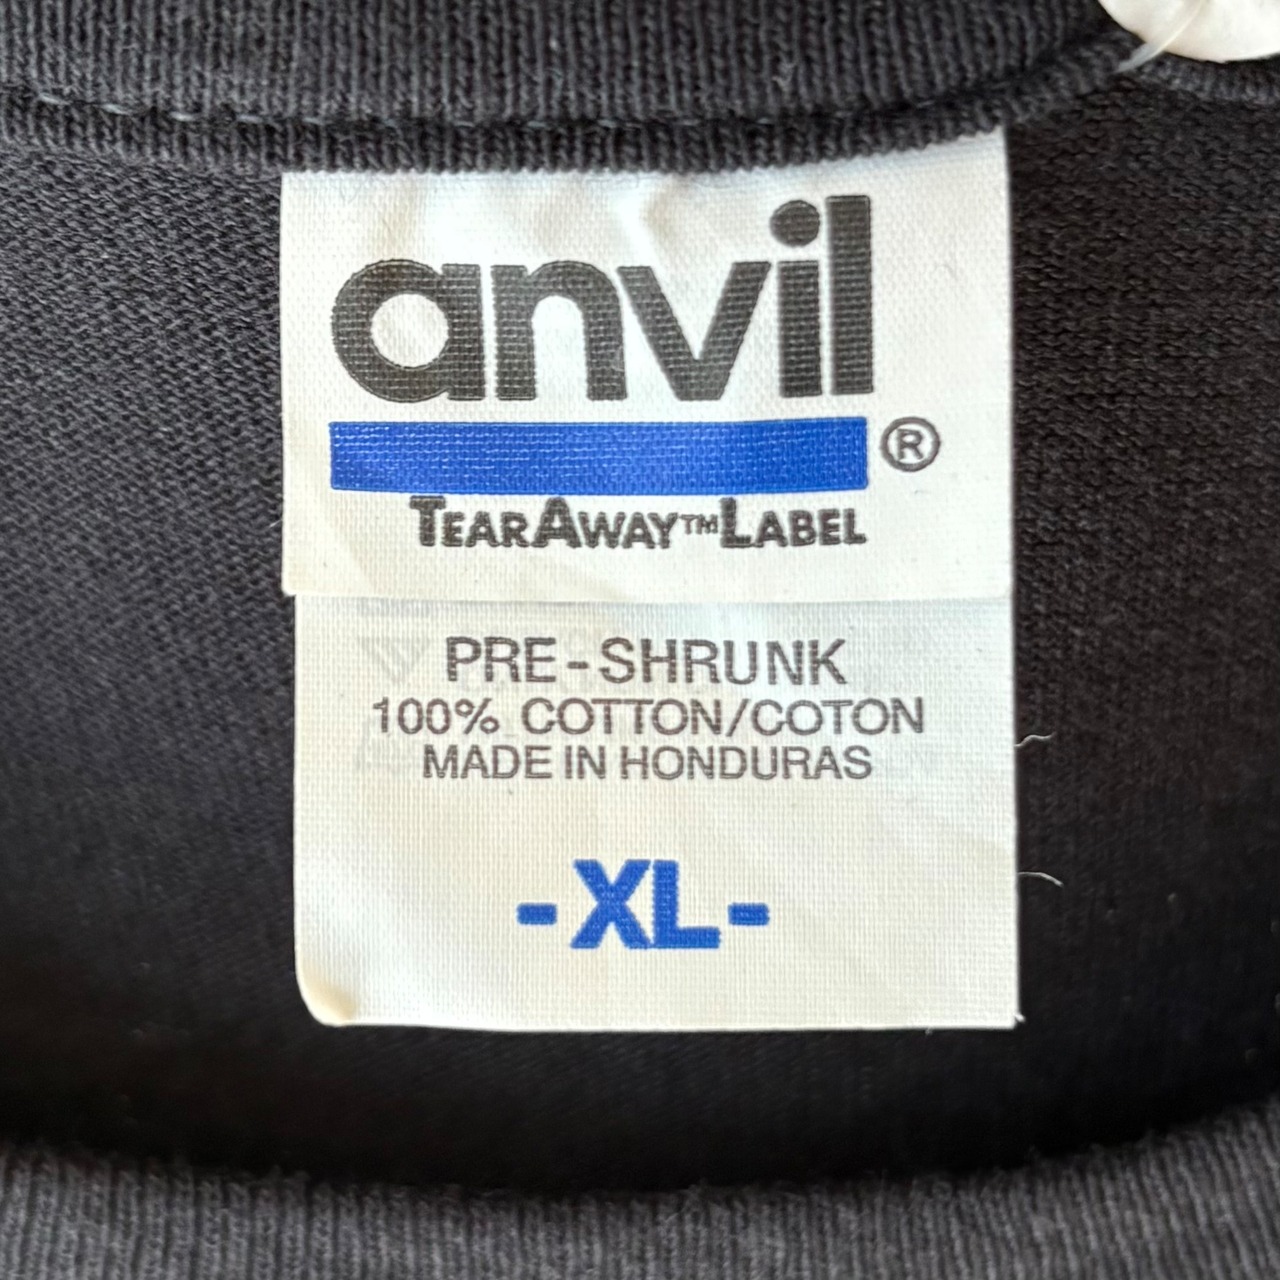 anvil
®
TEARAWAY™LABEL
PRE-SHRUNK
100% COTTON/COTON
MADE IN HONDURAS
-XL-